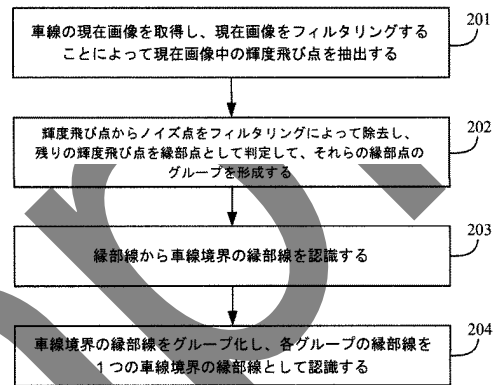 車線の現在画像を取得し、現在画像をフィルタリングする
ことによって現在画像中の輝度飛び点を抽出する
201
輝度飛び点からノイズ点をフィルタリングによって除去し、
残りの輝度飛び点を縁部点として判定して、それらの縁部点の
グループを形成する
202
縁部線から車線境界の縁部線を認識する
203
車線境界の縁部線をグループ化し、各グループの縁部線を
1つの車線境界の縁部線として認識する
204